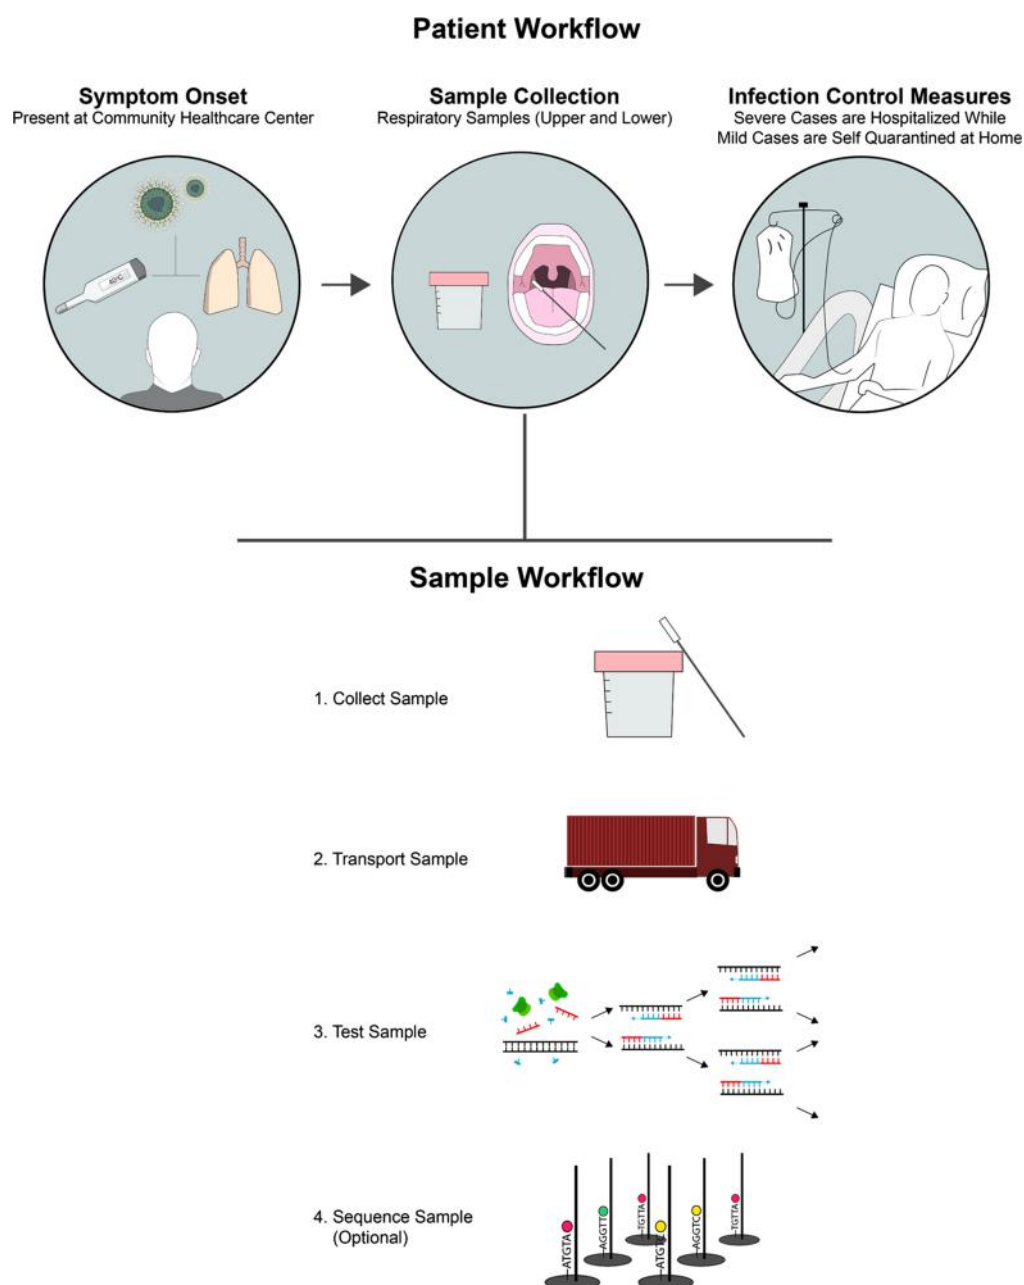 Patient Workflow
Symptom Onset
Present at Community Healthcare Center
Sample Collection
Respiratory Samples (Upper and Lower)
Infection Control Measures
Severe Cases are Hospitalized While
Mild Cases are Self Quarantined at Home
40°C
Sample Workflow
1. Collect Sample
2. Transport Sample
3. Test Sample
4. Sequence Sample
(Optional)
ATGTA
AGGTT
TGTTA
AGGTC
TGTTA